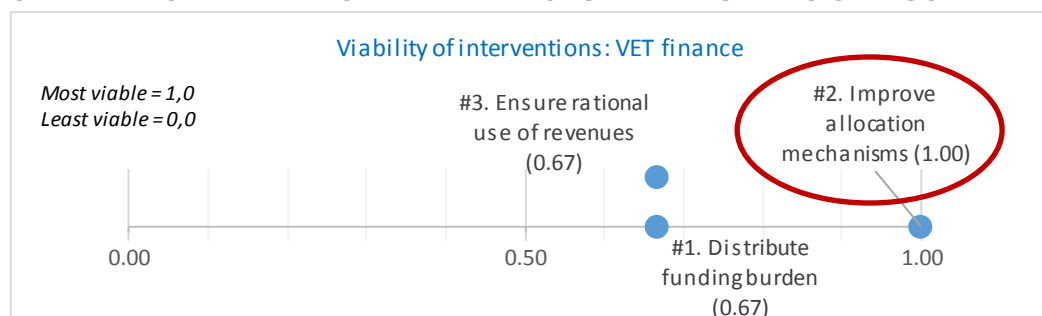 Viability of interventions: VET finance
Most viable = 1,0
Least viable = 0,0
#3. Ensure rational
use of revenues
(0.67)
#2. Improve
allocation
mechanisms (1.00)
0.00
0.50
1.00
#1. Distribute
funding burden
(0.67)